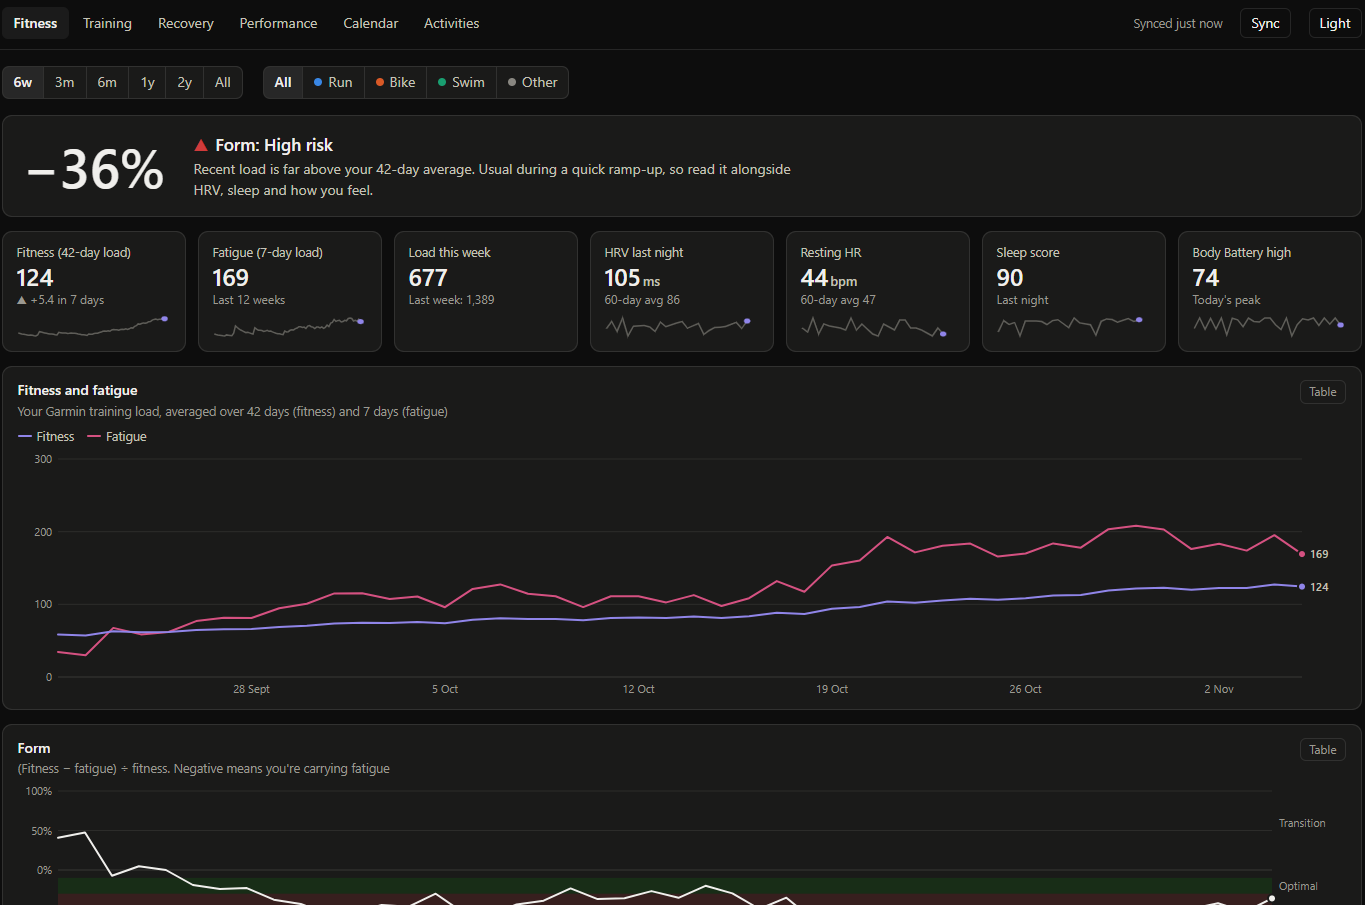 Fitness Training Recovery Performance Calendar Activities Synced just now Sync Light
6w 3m 6m 1y 2y All All Run Bike Swim Other
−36%
Form: High risk
Recent load is far above your 42-day average. Usual during a quick ramp-up, so read it alongside
HRV, sleep and how you feel.
Fitness (42-day load)
124
▲ +5.4 in 7 days
Fatigue (7-day load)
169
Last 12 weeks
Load this week
677
Last week: 1,389
HRV last night
105 ms
60-day avg 86
Resting HR
44 bpm
60-day avg 47
Sleep score
90
Last night
Body Battery high
74
Today's peak
Fitness and fatigue
Table
Your Garmin training load, averaged over 42 days (fitness) and 7 days (fatigue)
Fitness Fatigue
300
200
100
0
169
124
28 Sept 5 Oct 12 Oct 19 Oct 26 Oct 2 Nov
Form
Table
(Fitness − fatigue) ÷ fitness. Negative means you're carrying fatigue
100%
50%
0%
Transition
Optimal